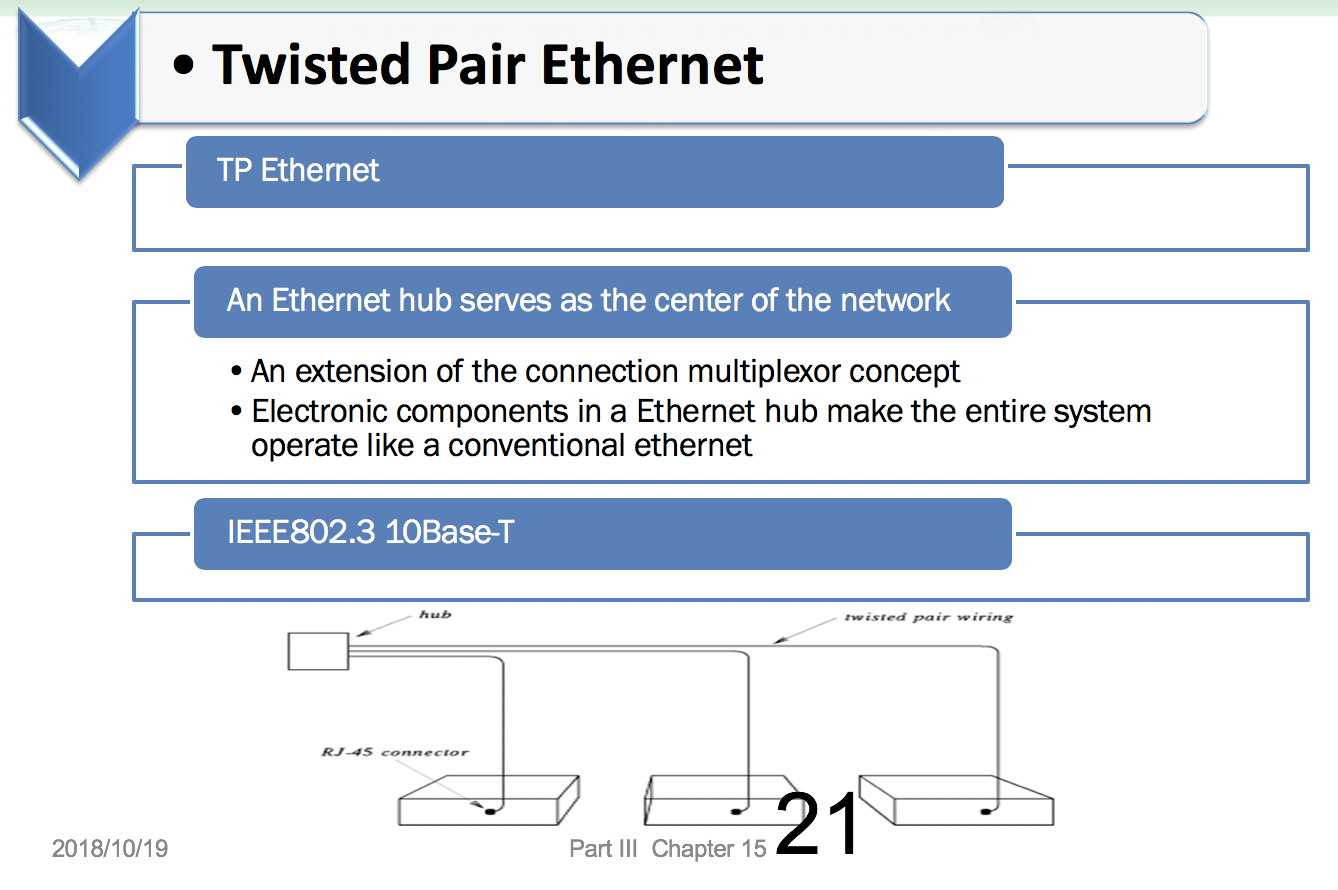 • Twisted Pair Ethernet
TP Ethernet
An Ethernet hub serves as the center of the network
• An extension of the connection multiplexor concept
• Electronic components in a Ethernet hub make the entire system
operate like a conventional ethernet
IEEE802.3 10Base-T
hub
twisted pair wiring
RJ-45 connector
2018/10/19
Part III Chapter 15
21